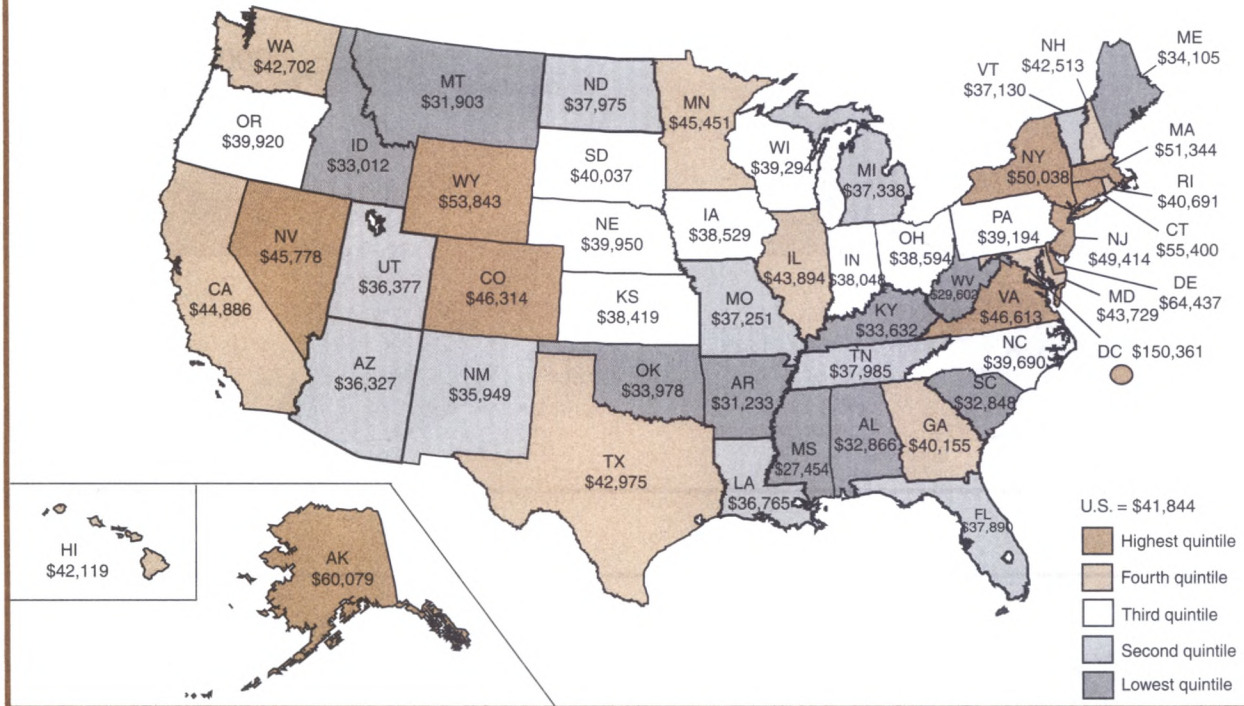 WA
$42,702
OR
$39,920
ID
$33,012
MT
$31,903
ND
$37,975
MN
$45,451
WY
$53,843
SD
$40,037
WI
$39,294
MI
$37,338
NY
$50,038
VT
$37,130
NH
$42,513
ME
$34,105
MA
$51,344
RI
$40,691
CT
$55,400
NJ
$49,414
DE
$64,437
MD
$43,729
DC $150,361
NV
$45,778
CA
$44,886
UT
$36,377
CO
$46,314
NE
$39,950
IA
$38,529
KS
$38,419
MO
$37,251
IL
$43,894
IN
$38,048
OH
$38,594
PA
$39,194
WV
$29,602
VA
$46,613
KY
$33,632
NC
$39,690
TN
$37,985
SC
$32,848
AZ
$36,327
NM
$35,949
OK
$33,978
AR
$31,233
TX
$42,975
LA
$36,765
MS
$27,454
AL
$32,866
GA
$40,155
FL
$37,890
HI
$42,119
AK
$60,079
U.S. = $41,844
Highest quintile
Fourth quintile
Third quintile
Second quintile
Lowest quintile